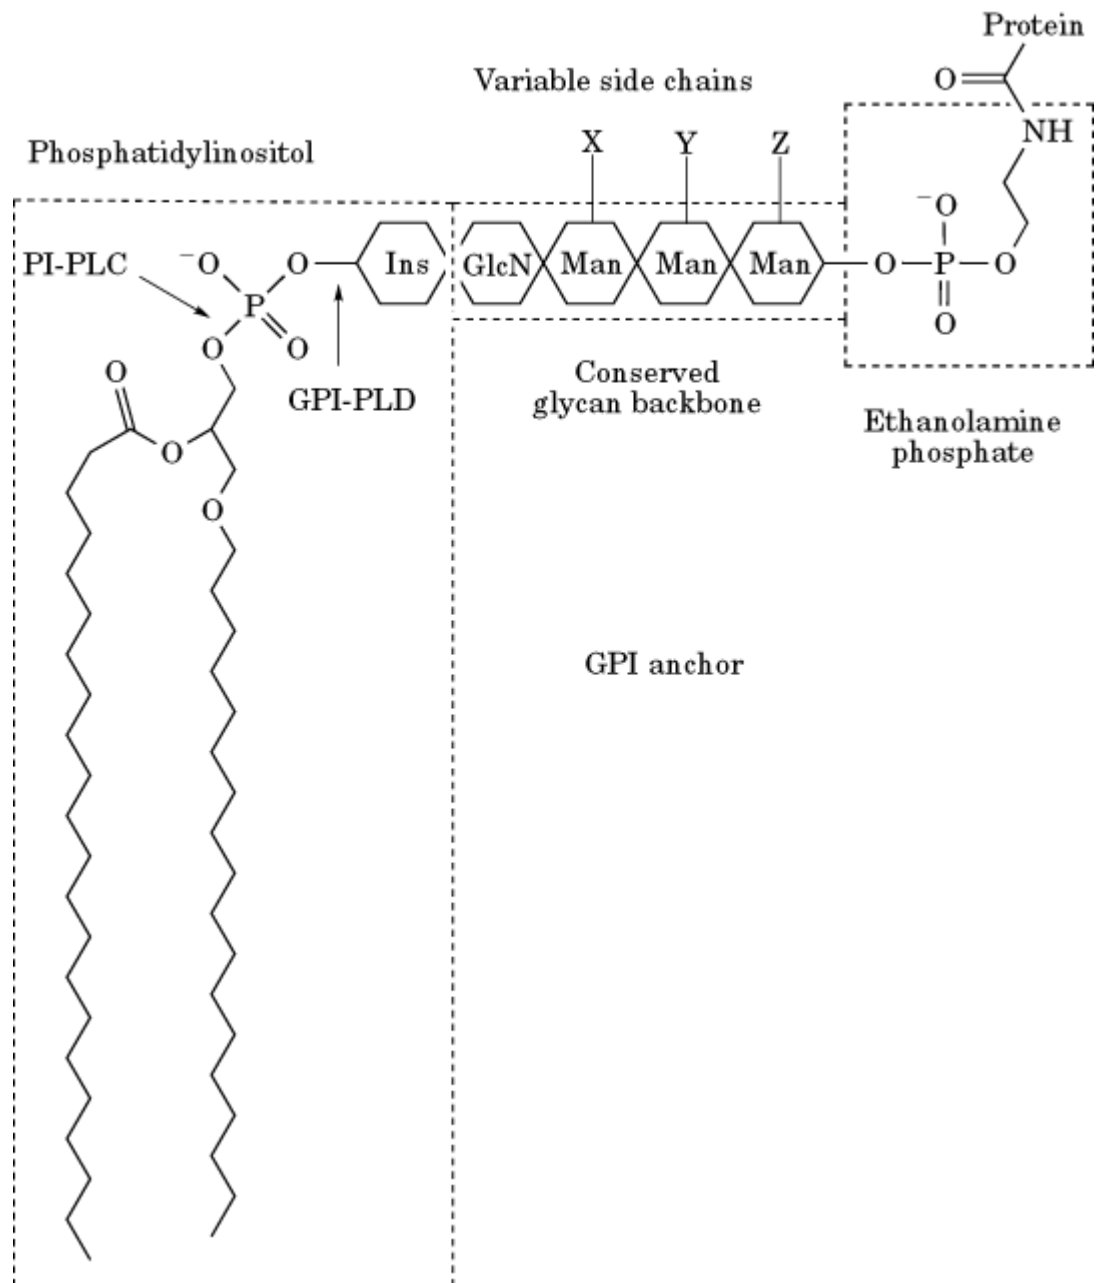 Protein
O
Variable side chains
NH
Phosphatidylinositol
X Y Z
⁻O
PI-PLC ⁻O O Ins GlcN Man Man Man O P O
P
O O O
O GPI-PLD Conserved
glycan backbone
Ethanolamine
phosphate
O
O
GPI anchor